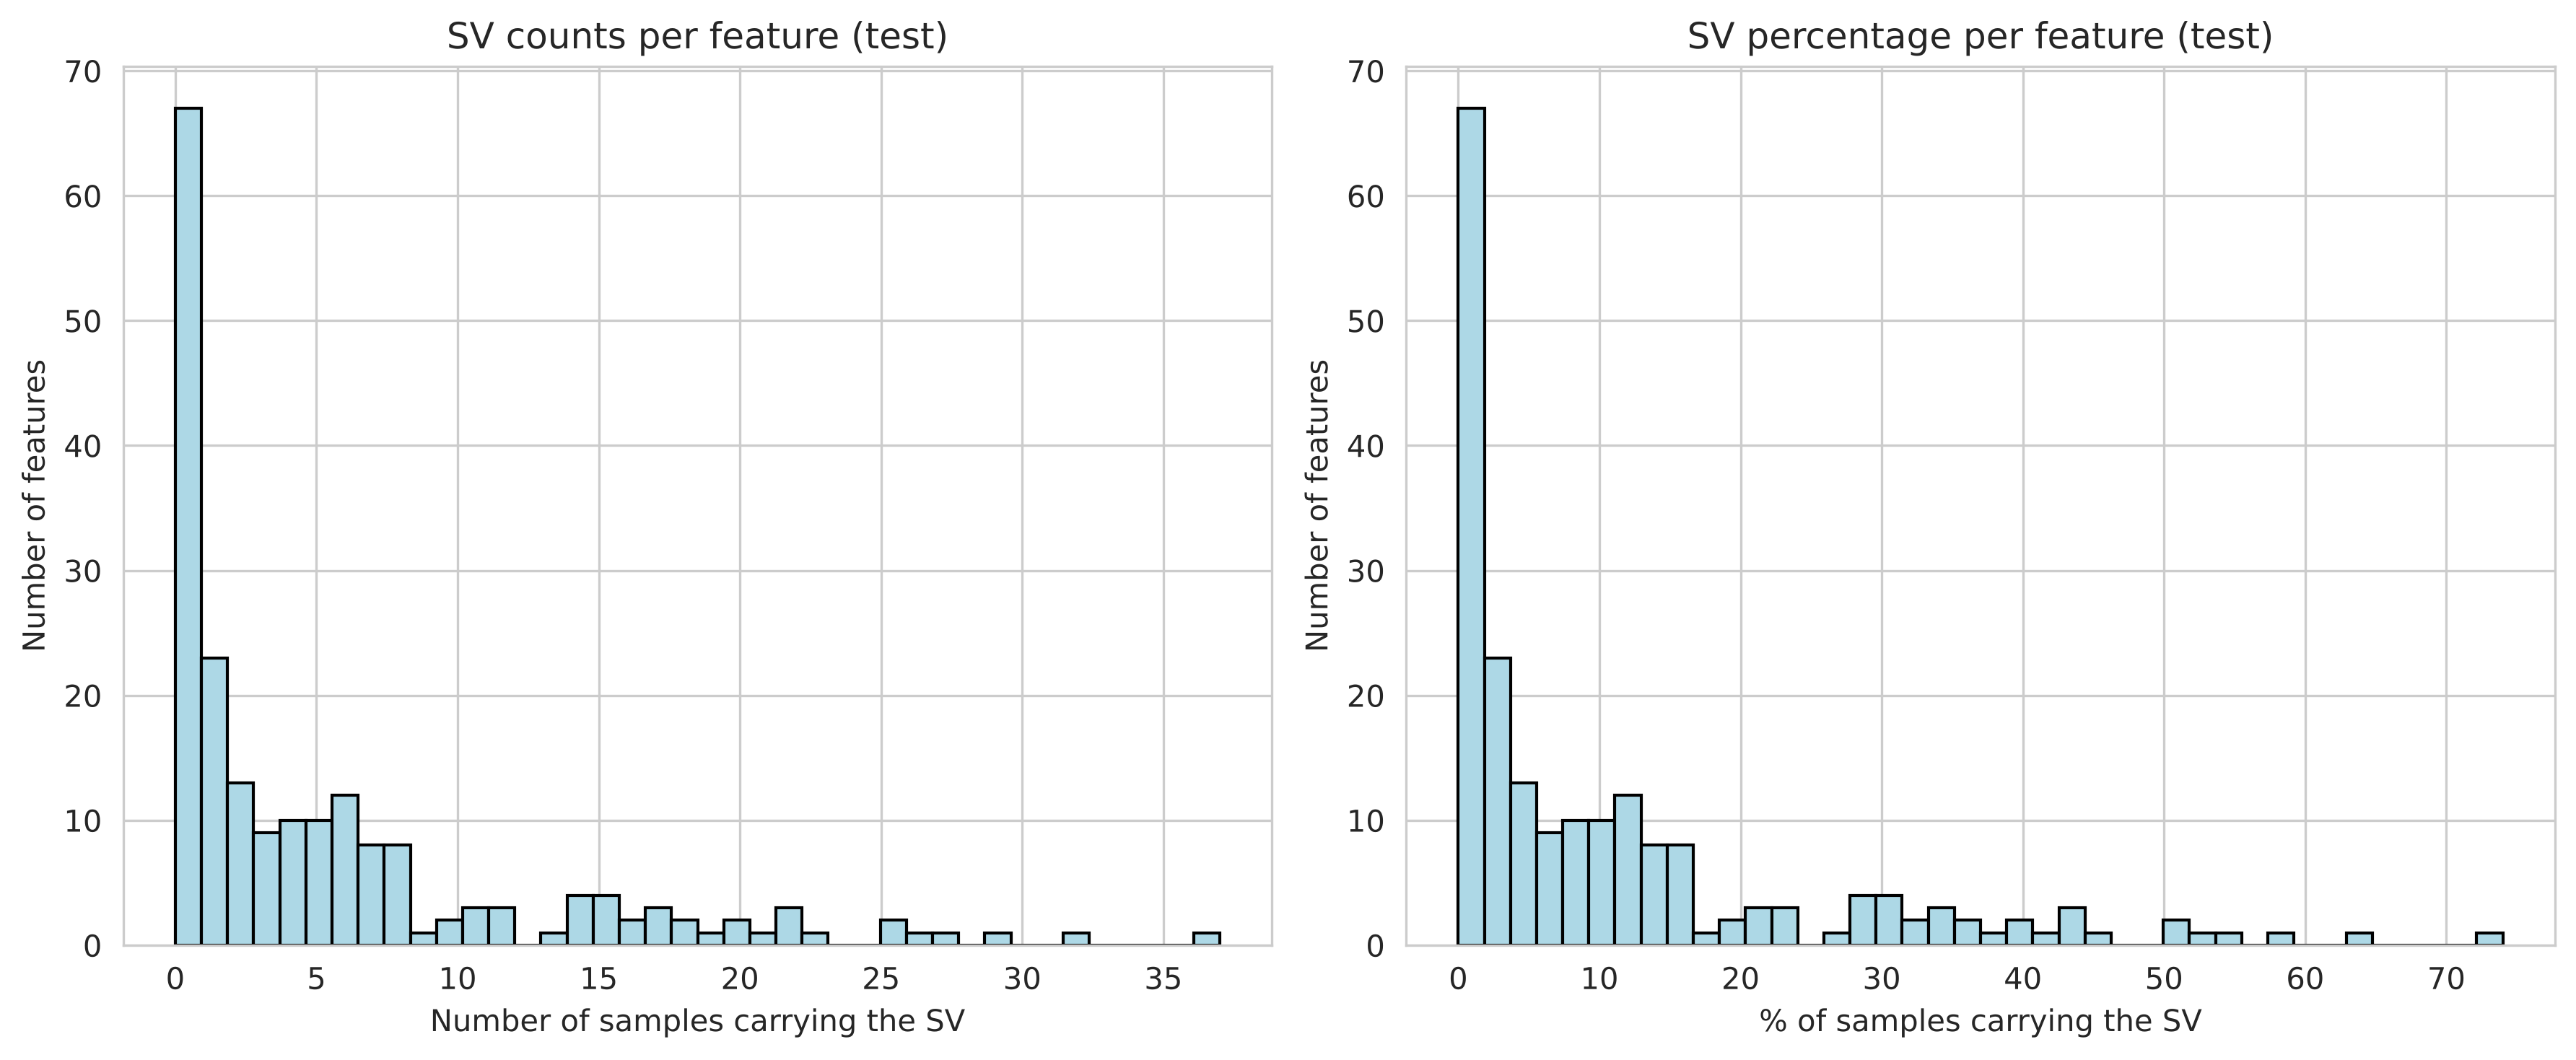 SV counts per feature (test)
Number of features
70
60
50
40
30
20
10
0
0 5 10 15 20 25 30 35
Number of samples carrying the SV
SV percentage per feature (test)
Number of features
70
60
50
40
30
20
10
0
0 10 20 30 40 50 60 70
% of samples carrying the SV